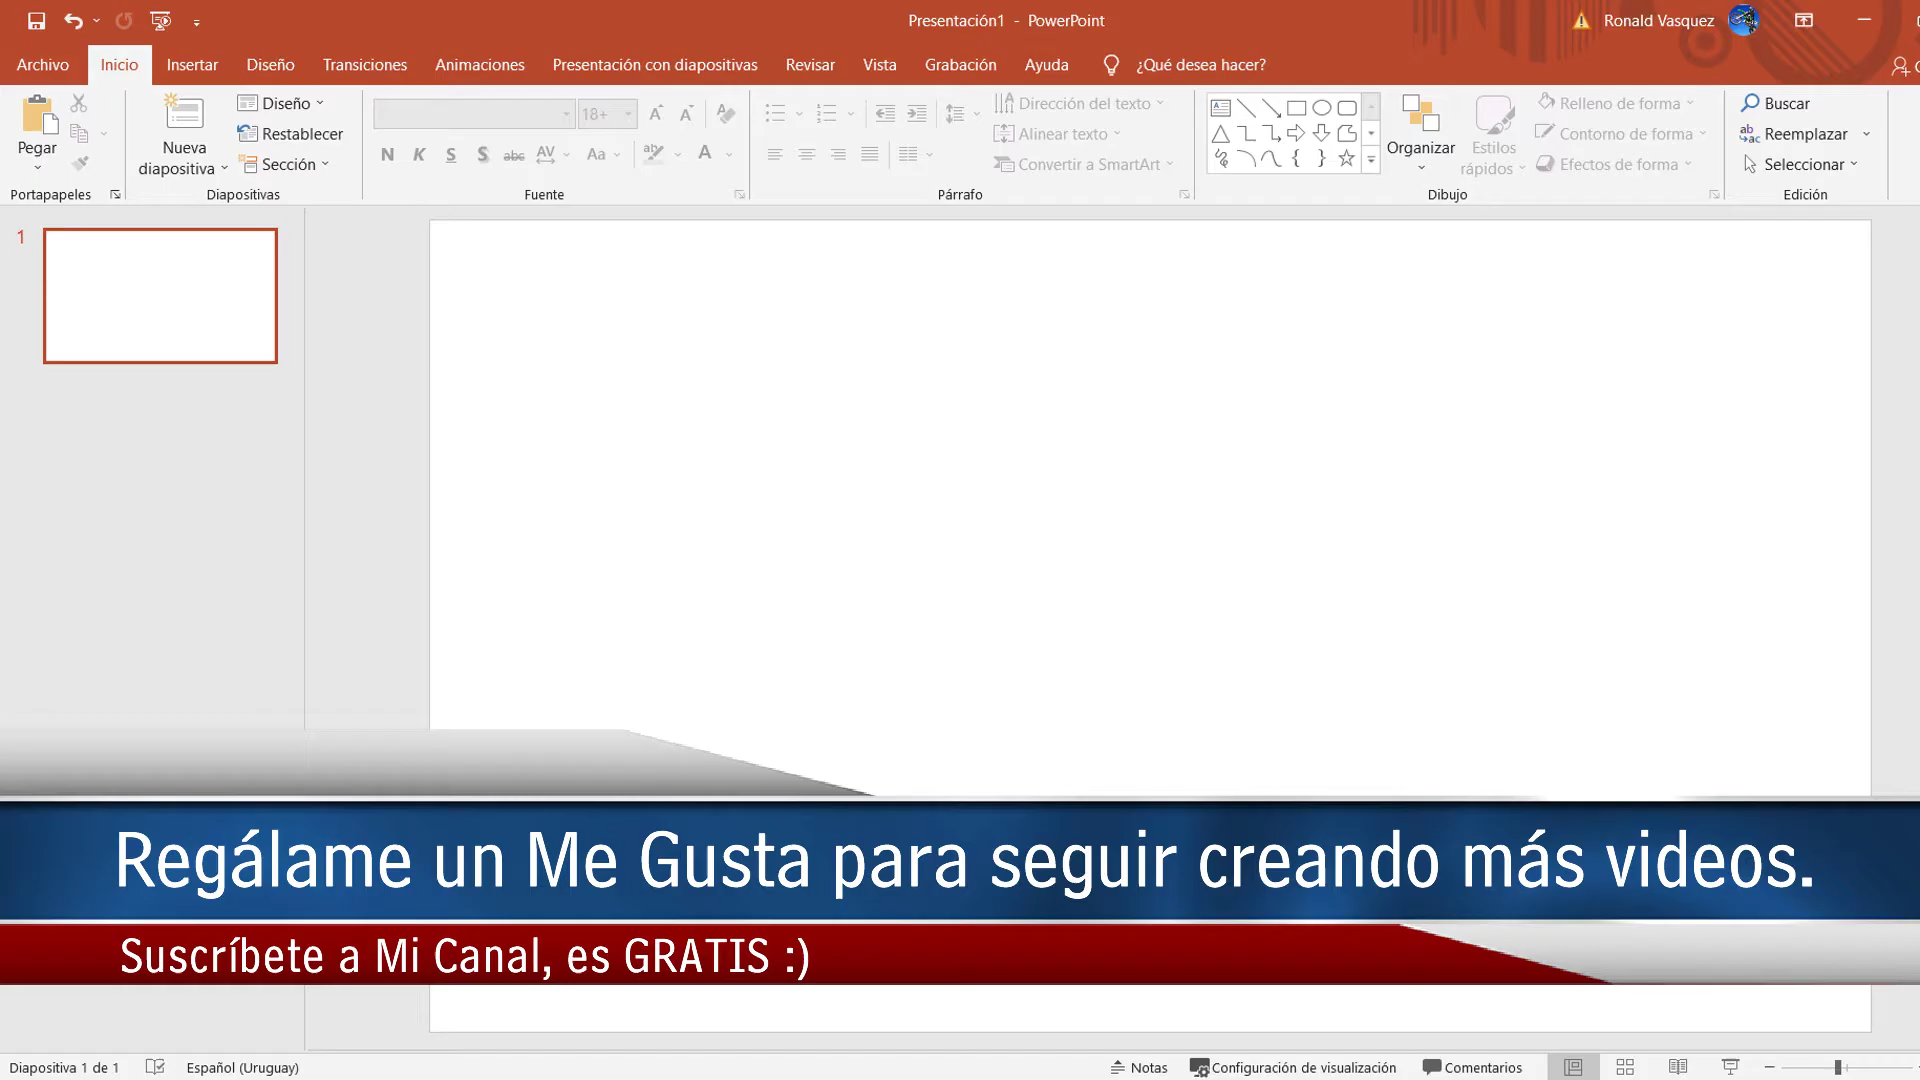 Presentación1 - PowerPoint
Ronald Vasquez
Archivo Inicio Insertar Diseño Transiciones Animaciones Presentación con diapositivas Revisar Vista Grabación Ayuda ¿Qué desea hacer?
Pegar
Portapapeles
Nueva diapositiva
Diseño
Restablecer
Sección
Diapositivas
18+
N K S S abc AV Aa A
Fuente
Dirección del texto
Alinear texto
Convertir a SmartArt
Párrafo
Organizar
Estilos rápidos
Relleno de forma
Contorno de forma
Efectos de forma
Dibujo
Buscar
Reemplazar
Seleccionar
Edición
1
Regálame un Me Gusta para seguir creando más videos.
Suscríbete a Mi Canal, es GRATIS :)
Diapositiva 1 de 1 Español (Uruguay) Notas Configuración de visualización Comentarios